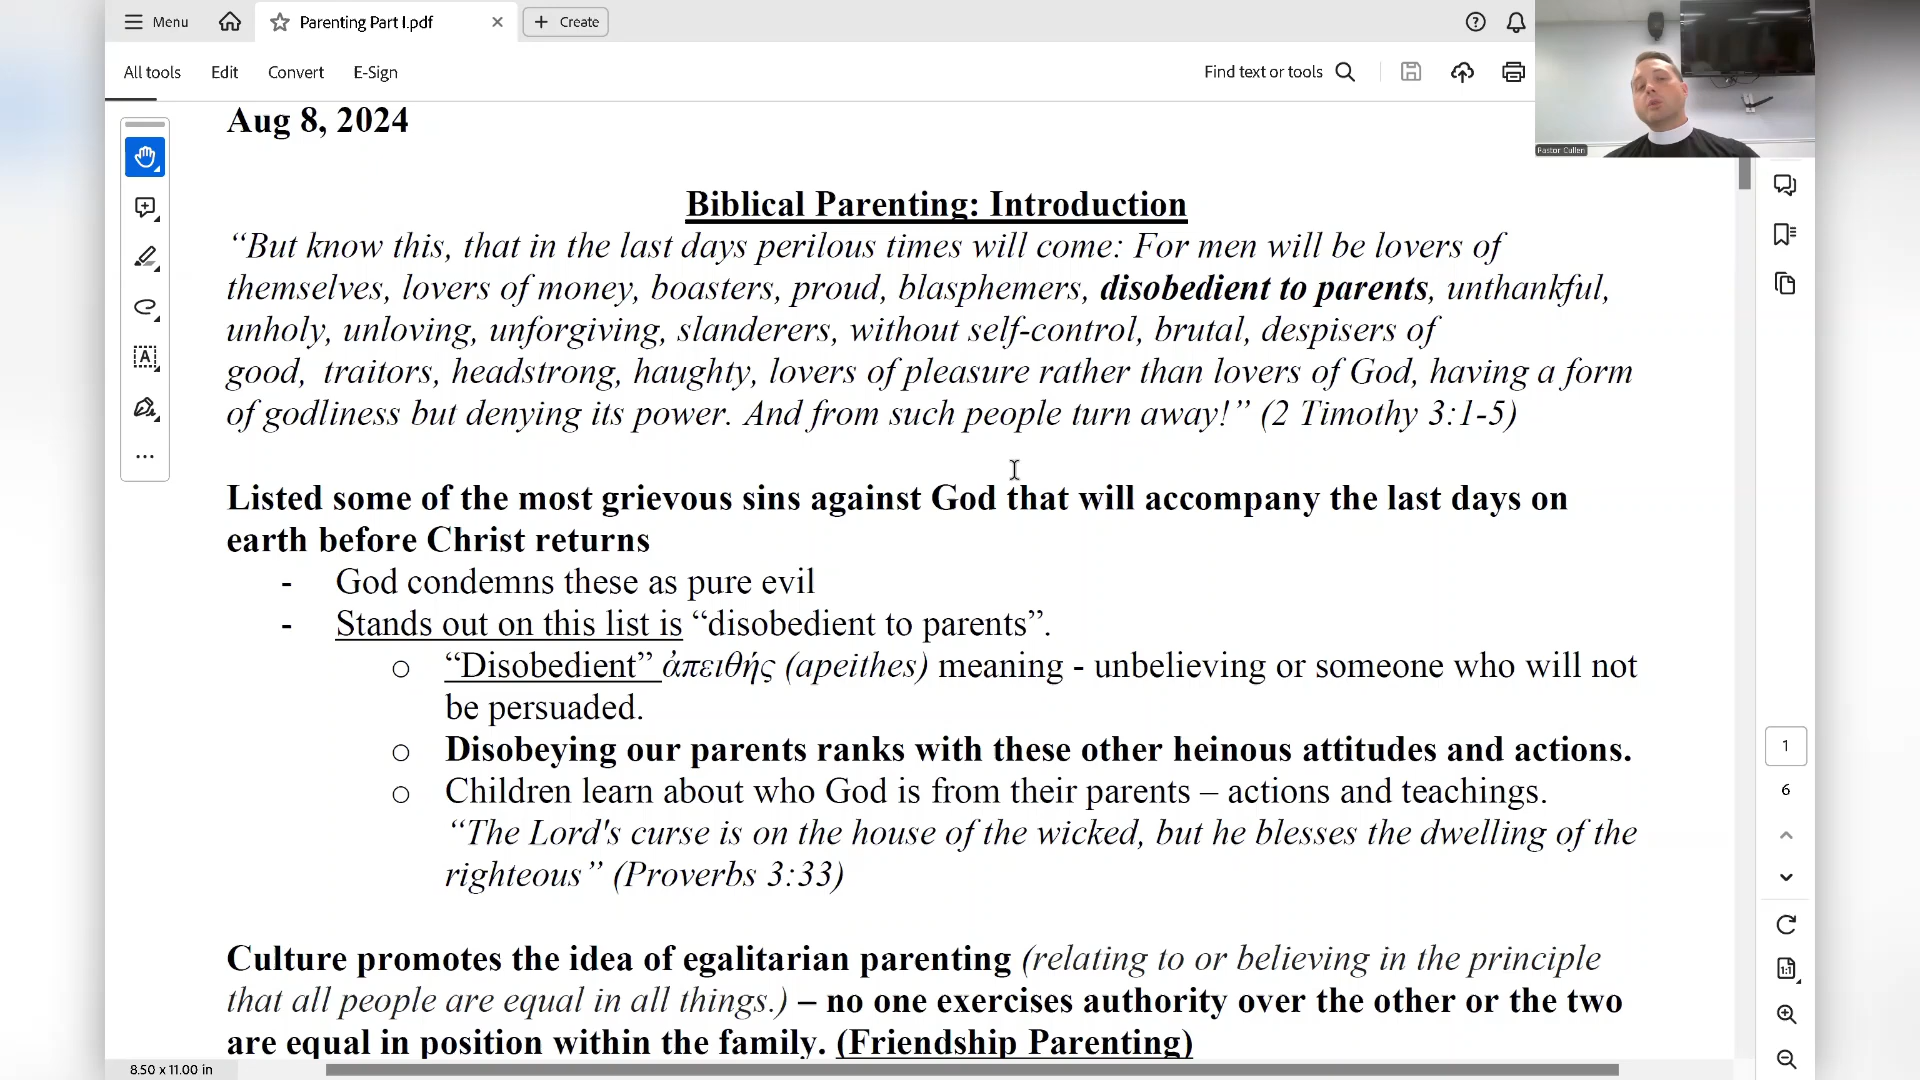 Menu
Parenting Part I.pdf
Create
All tools
Edit
Convert
E-Sign
Find text or tools
Pastor Cullen
Aug 8, 2024
Biblical Parenting: Introduction
“But know this, that in the last days perilous times will come: For men will be lovers of
themselves, lovers of money, boasters, proud, blasphemers, disobedient to parents, unthankful,
unholy, unloving, unforgiving, slanderers, without self-control, brutal, despisers of
good, traitors, headstrong, haughty, lovers of pleasure rather than lovers of God, having a form
of godliness but denying its power. And from such people turn away!” (2 Timothy 3:1-5)
Listed some of the most grievous sins against God that will accompany the last days on
earth before Christ returns
- God condemns these as pure evil
- Stands out on this list is “disobedient to parents”.
o “Disobedient” ἀπειθής (apeithes) meaning - unbelieving or someone who will not
be persuaded.
o Disobeying our parents ranks with these other heinous attitudes and actions.
o Children learn about who God is from their parents – actions and teachings.
“The Lord's curse is on the house of the wicked, but he blesses the dwelling of the
righteous” (Proverbs 3:33)
Culture promotes the idea of egalitarian parenting (relating to or believing in the principle
that all people are equal in all things.) – no one exercises authority over the other or the two
are equal in position within the family. (Friendship Parenting)
1
6
1:1
8.50 x 11.00 in